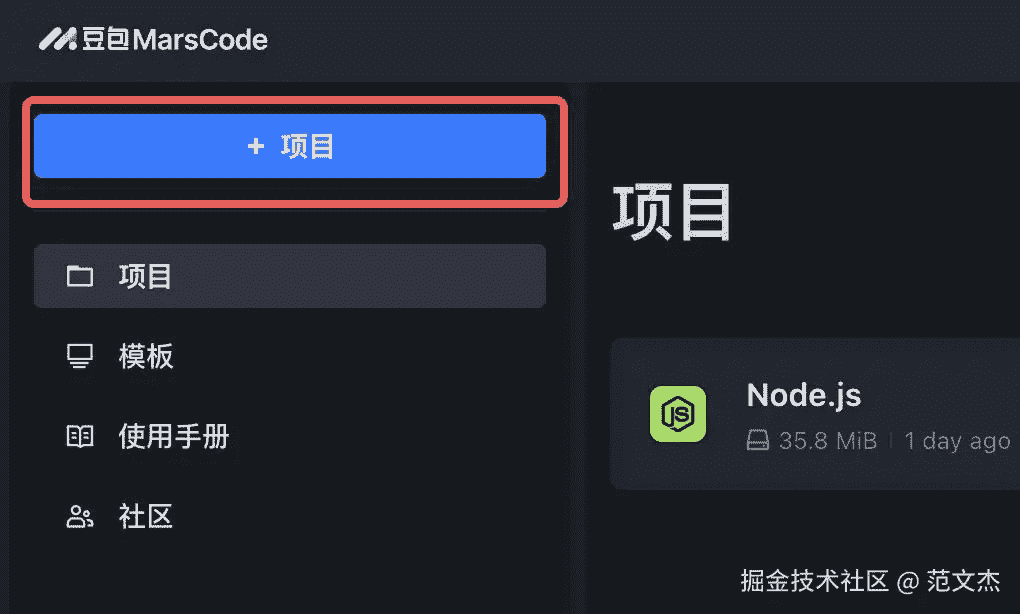 豆包MarsCode
+ 项目
项目
模板
使用手册
社区
项目
JS
Node.js
35.8 MiB | 1 day ago
掘金技术社区 @ 范文杰